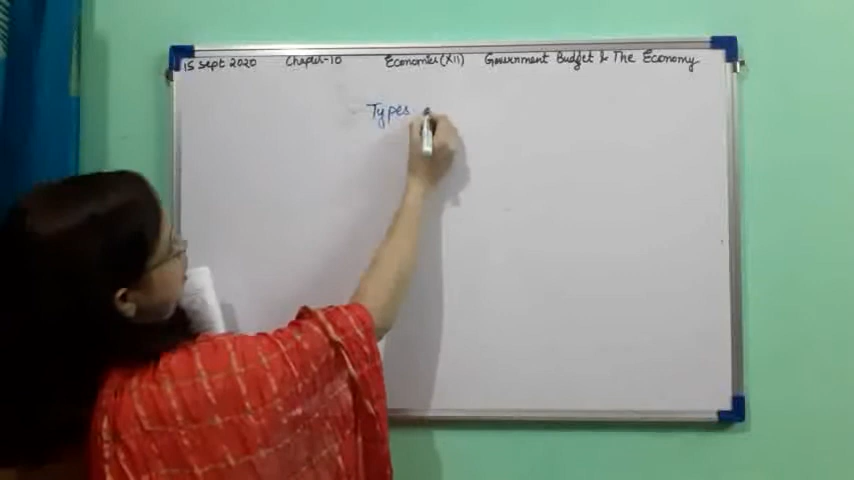 15 Sept 2020 Chapter-10 Economics(XII) Government Budget & The Economy
Types